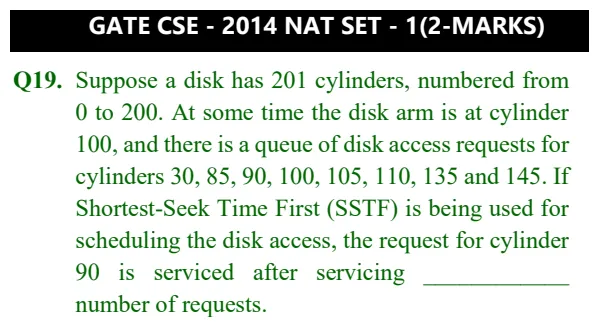 GATE CSE - 2014 NAT SET - 1(2-MARKS)
Q19. Suppose a disk has 201 cylinders, numbered from
0 to 200. At some time the disk arm is at cylinder
100, and there is a queue of disk access requests for
cylinders 30, 85, 90, 100, 105, 110, 135 and 145. If
Shortest-Seek Time First (SSTF) is being used for
scheduling the disk access, the request for cylinder
90 is serviced after servicing ____________
number of requests.